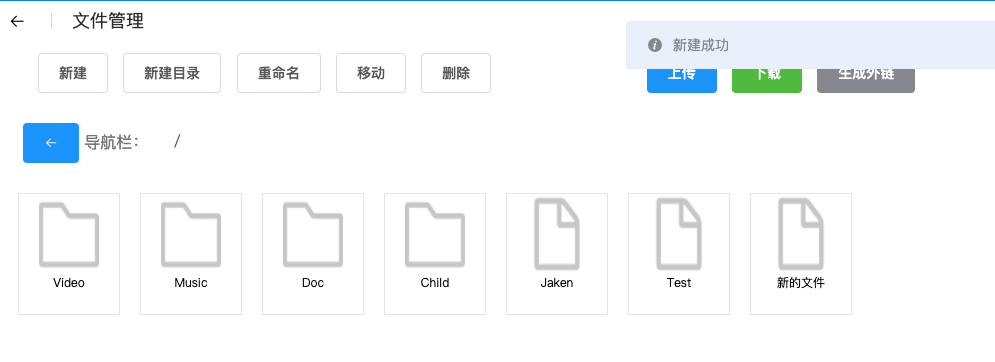 文件管理
新建成功
新建 新建目录 重命名 移动 删除 上传 下载 生成外链
导航栏: /
Video Music Doc Child Jaken Test 新的文件